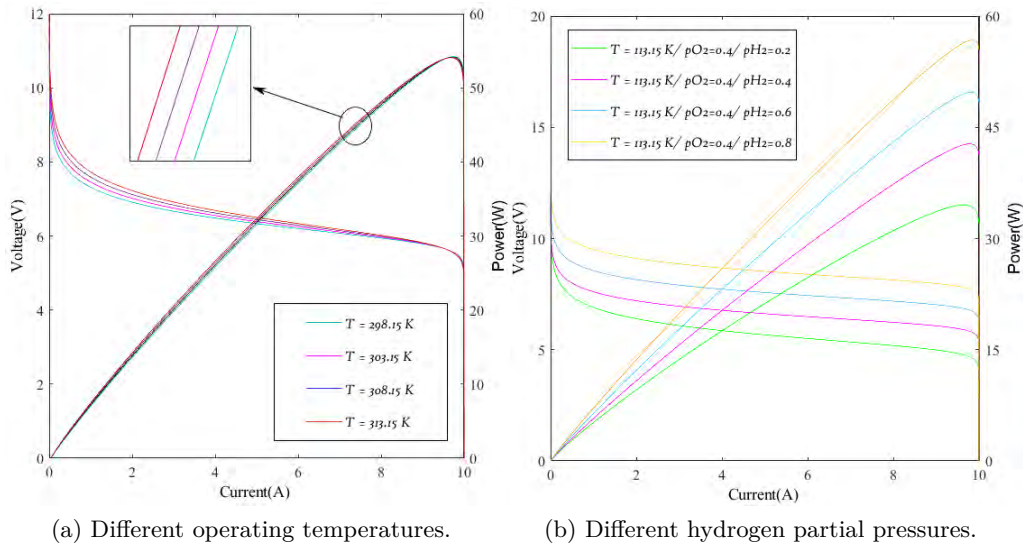 12
10
8
6
4
2
0
Voltage(V)
60
50
40
30
20
10
0
Power(W)
0
2
4
6
8
10
Current(A)
T = 298.15 K
T = 303.15 K
T = 308.15 K
T = 313.15 K
(a) Different operating temperatures.
20
15
10
5
0
Voltage(V)
60
45
30
15
0
Power(W)
0
2
4
6
8
10
Current(A)
T = 113.15 K/ pO2=0.4/ pH2=0.2
T = 113.15 K/ pO2=0.4/ pH2=0.4
T = 113.15 K/ pO2=0.4/ pH2=0.6
T = 113.15 K/ pO2=0.4/ pH2=0.8
(b) Different hydrogen partial pressures.